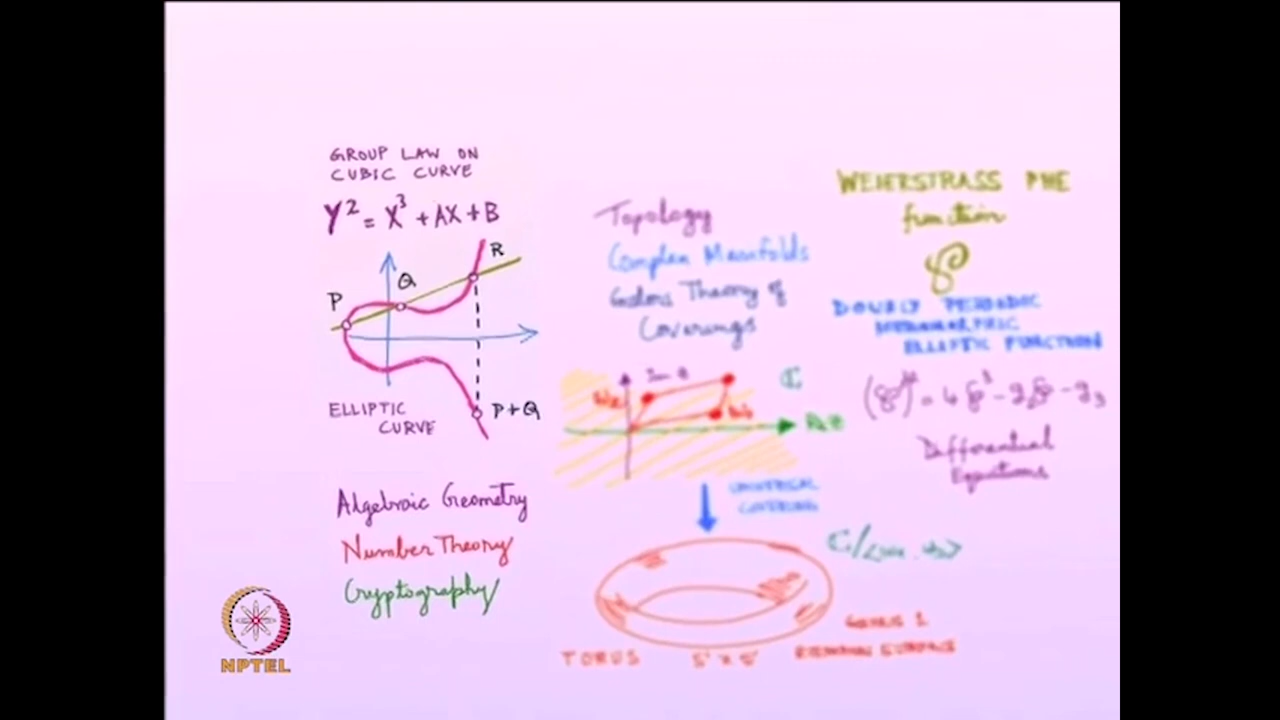 GROUP LAW ON
CUBIC CURVE
Y² = X³ + AX + B
R
Q
P
P+Q
ELLIPTIC
CURVE
Algebraic Geometry
Number Theory
Cryptography
Topology
Complex Manifolds
Galois Theory of
Coverings
ℂ
UNIVERSAL
COVERING
TORUS S¹ × S¹
GENUS 1
RIEMANN SURFACE
WEIERSTRASS PHE
function
℘
DOUBLY PERIODIC
MEROMORPHIC
ELLIPTIC FUNCTION
Differential
Equations
NPTEL